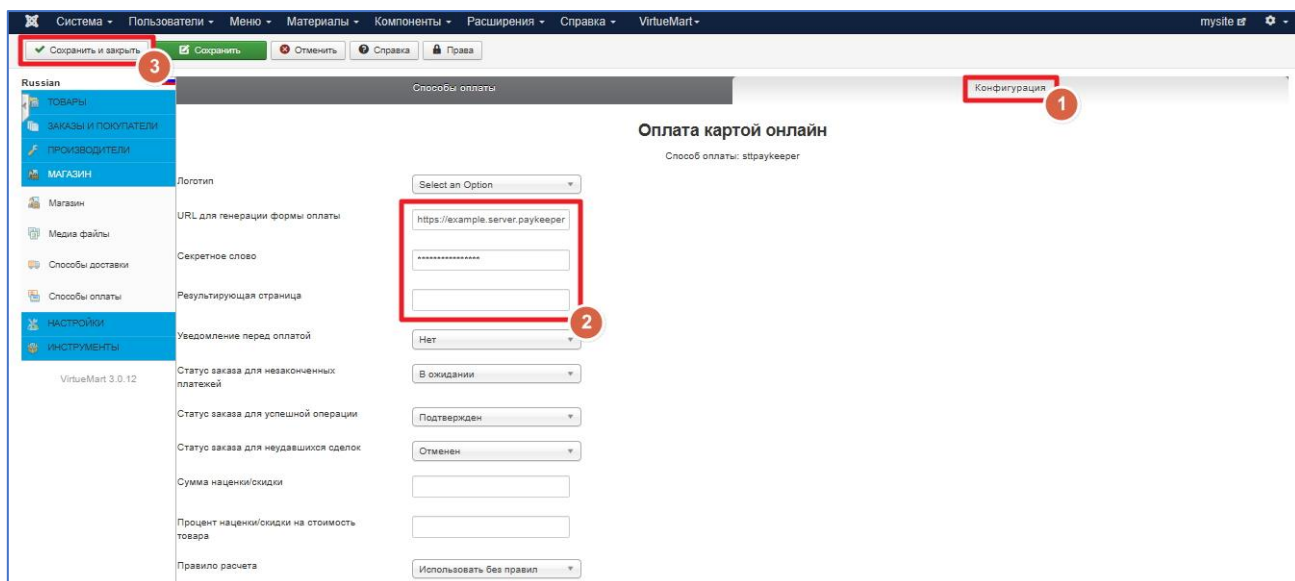 Система Пользователи Меню Материалы Компоненты Расширения Справка VirtueMart mysite
Сохранить и закрыть Сохранить Отменить Справка Права
3
Russian
Способы оплаты Конфигурация
1
ТОВАРЫ
ЗАКАЗЫ И ПОКУПАТЕЛИ
ПРОИЗВОДИТЕЛИ
МАГАЗИН
Магазин
Медиа файлы
Способы доставки
Способы оплаты
НАСТРОЙКИ
ИНСТРУМЕНТЫ
VirtueMart 3.0.12
Оплата картой онлайн
Способ оплаты: sttpaykeeper
Логотип Select an Option
URL для генерации формы оплаты https://example.server.paykeeper
Секретное слово ****************
Результирующая страница
2
Уведомление перед оплатой Нет
Статус заказа для незаконченных
платежей В ожидании
Статус заказа для успешной операции Подтвержден
Статус заказа для неудавшихся сделок Отменен
Сумма наценки/скидки
Процент наценки/скидки на стоимость
товара
Правило расчета Использовать без правил